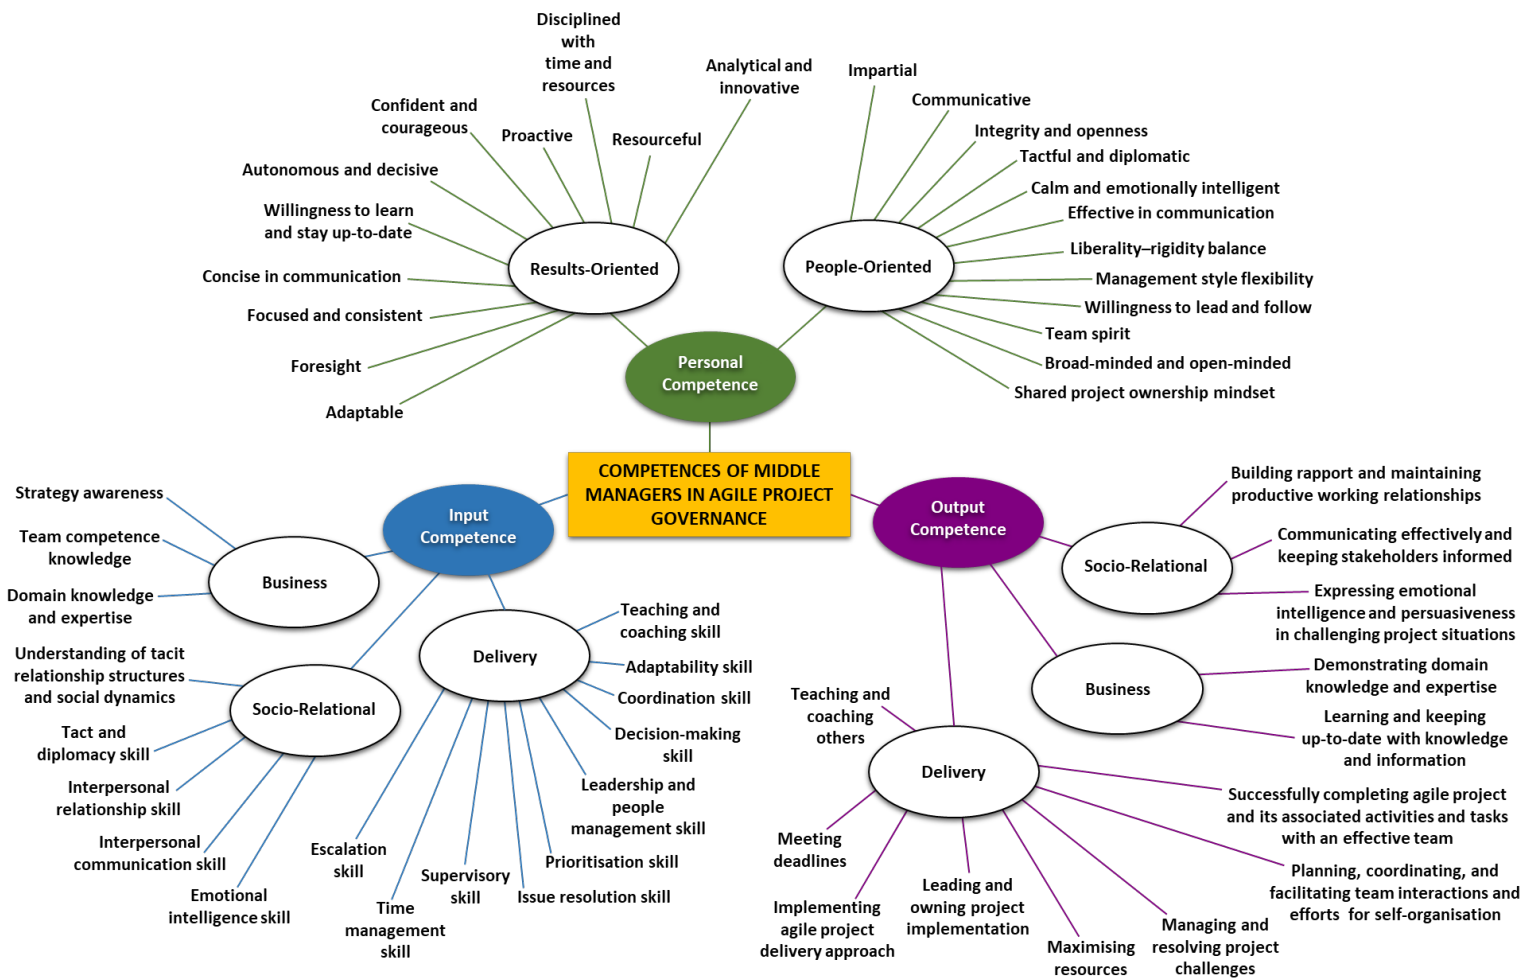 Disciplined
with
time and
resources
Analytical and
innovative
Confident and
courageous
Proactive
Resourceful
Autonomous and decisive
Willingness to learn
and stay up-to-date
Concise in communication
Focused and consistent
Foresight
Adaptable
Results-Oriented
Impartial
Communicative
Integrity and openness
Tactful and diplomatic
Calm and emotionally intelligent
Effective in communication
Liberality–rigidity balance
Management style flexibility
Willingness to lead and follow
Team spirit
Broad-minded and open-minded
Shared project ownership mindset
People-Oriented
Personal
Competence
COMPETENCES OF MIDDLE
MANAGERS IN AGILE PROJECT
GOVERNANCE
Input
Competence
Strategy awareness
Team competence
knowledge
Domain knowledge
and expertise
Business
Understanding of tacit
relationship structures
and social dynamics
Tact and
diplomacy skill
Interpersonal
relationship skill
Interpersonal
communication skill
Emotional
intelligence skill
Socio-Relational
Delivery
Teaching and
coaching skill
Adaptability skill
Coordination skill
Decision-making
skill
Leadership and
people
management skill
Prioritisation skill
Issue resolution skill
Supervisory
skill
Time
management
skill
Escalation
skill
Output
Competence
Socio-Relational
Building rapport and maintaining
productive working relationships
Communicating effectively and
keeping stakeholders informed
Expressing emotional
intelligence and persuasiveness
in challenging project situations
Business
Demonstrating domain
knowledge and expertise
Learning and keeping
up-to-date with knowledge
and information
Delivery
Teaching and
coaching
others
Meeting
deadlines
Implementing
agile project
delivery approach
Leading and
owning project
implementation
Maximising
resources
Managing and
resolving project
challenges
Planning, coordinating, and
facilitating team interactions and
efforts for self-organisation
Successfully completing agile project
and its associated activities and tasks
with an effective team